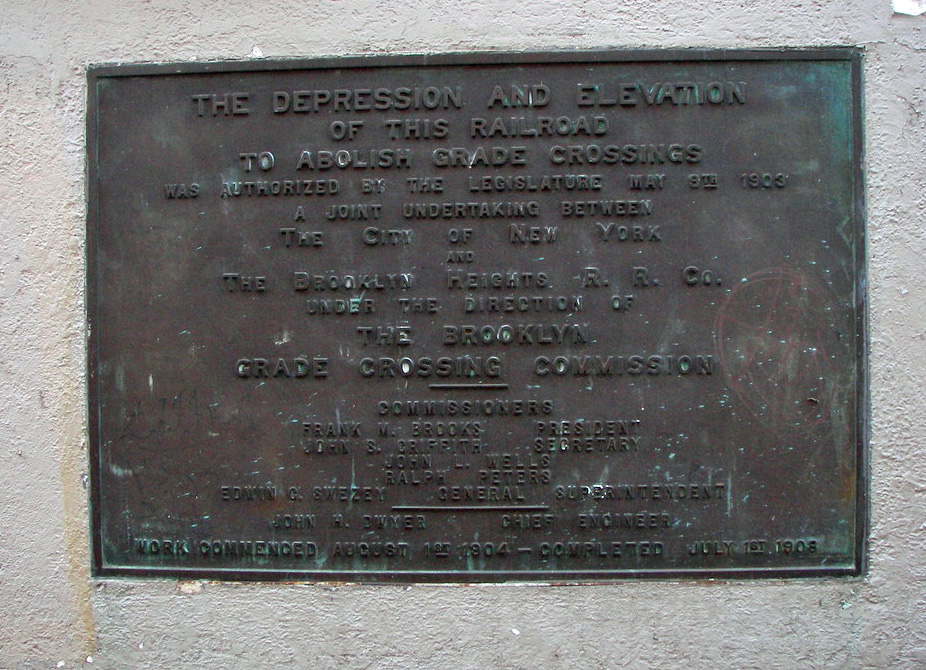 THE DEPRESSION AND ELEVATION
OF THIS RAILROAD
TO ABOLISH GRADE CROSSINGS
WAS AUTHORIZED BY THE LEGISLATURE MAY 9TH 1903
A JOINT UNDERTAKING BETWEEN
THE CITY OF NEW YORK
AND
THE BROOKLYN HEIGHTS R. R. CO.
UNDER THE DIRECTION OF
THE BROOKLYN
GRADE CROSSING COMMISSION
COMMISSIONERS
FRANK M. BROOKS PRESIDENT
JOHN S. GRIFFITH SECRETARY
JOHN L. WELLS
RALPH PETERS
EDWIN C. SWEZEY GENERAL SUPERINTENDENT
JOHN H. DWYER CHIEF ENGINEER
WORK COMMENCED AUGUST 1ST 1904 — COMPLETED JULY 1ST 1908